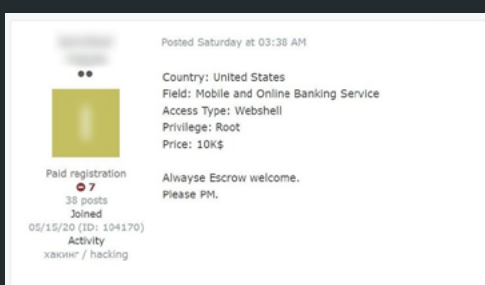 Posted Saturday at 03:38 AM
Country: United States
Field: Mobile and Online Banking Service
Access Type: Webshell
Privilege: Root
Price: 10K$
Alwayse Escrow welcome.
Please PM.
Paid registration
7
38 posts
Joined
05/15/20 (ID: 104170)
Activity
хакинг / hacking